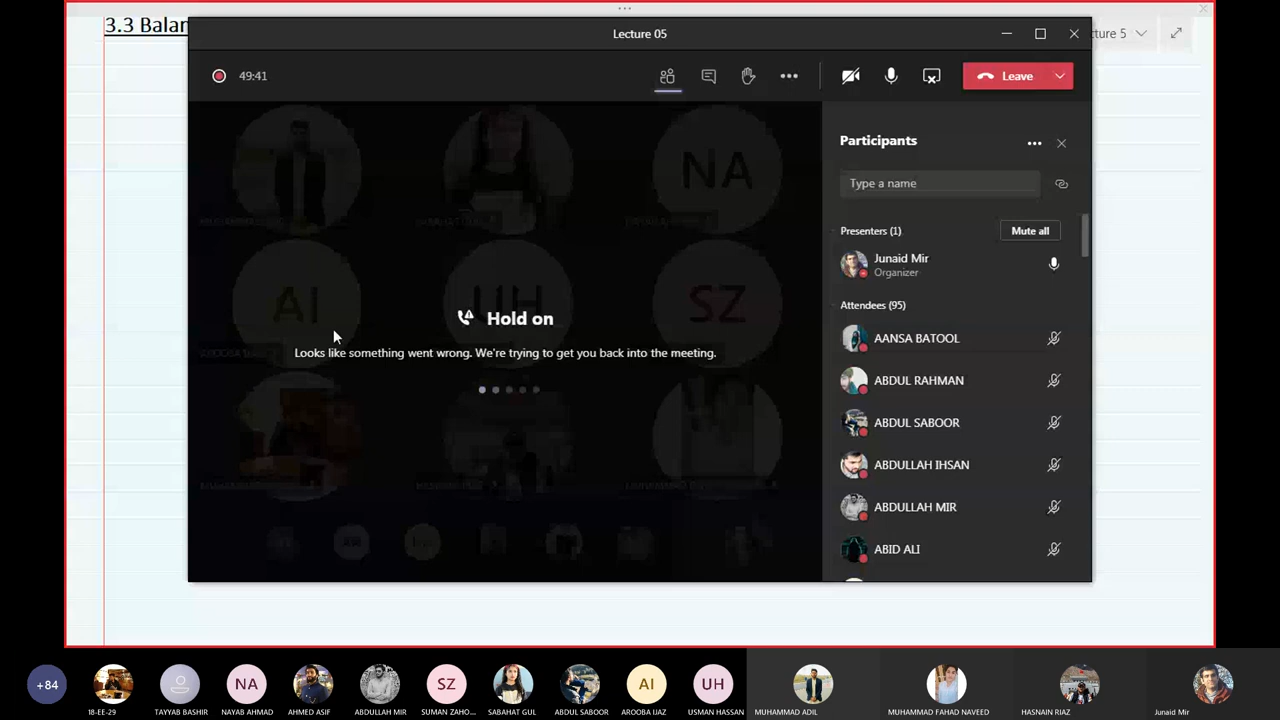 3.3 Balan
Lecture 05
cture 5
49:41
Leave
Participants
Type a name
Presenters (1)
Mute all
Junaid Mir
Organizer
Attendees (95)
AANSA BATOOL
ABDUL RAHMAN
ABDUL SABOOR
ABDULLAH IHSAN
ABDULLAH MIR
ABID ALI
NA
AI
UH
SZ
Hold on
Looks like something went wrong. We're trying to get you back into the meeting.
+84
NA
SZ
AI
UH
18-EE-29
TAYYAB BASHIR
NAYAB AHMAD
AHMED ASIF
ABDULLAH MIR
SUMAN ZAHO...
SABAHAT GUL
ABDUL SABOOR
AROOBA IJAZ
USMAN HASSAN
MUHAMMAD ADIL
MUHAMMAD FAHAD NAVEED
HASNAIN RIAZ
Junaid Mir